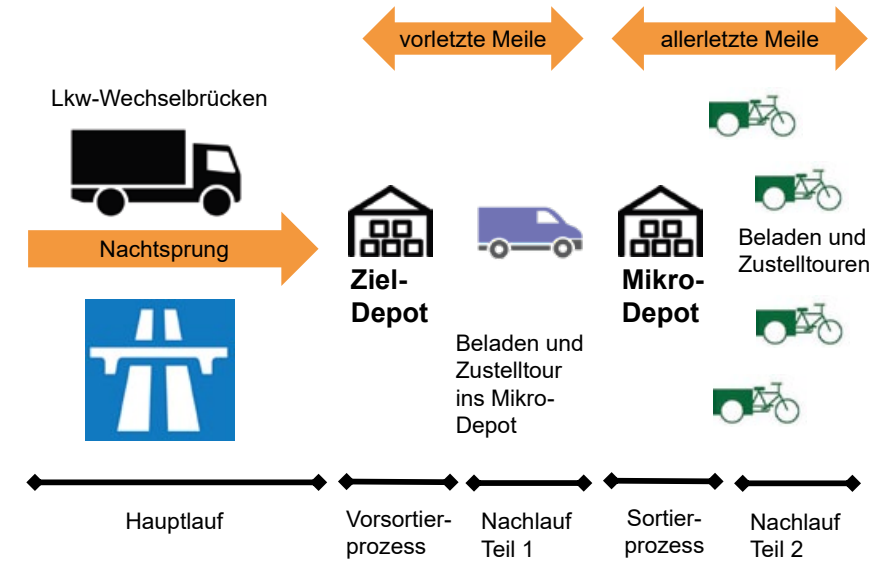 vorletzte Meile
allerletzte Meile
Lkw-Wechselbrücken
Nachtsprung
Ziel-
Depot
Beladen und
Zustelltour
ins Mikro-
Depot
Mikro-
Depot
Beladen und
Zustelltouren
Hauptlauf
Vorsortier-
prozess
Nachlauf
Teil 1
Sortier-
prozess
Nachlauf
Teil 2